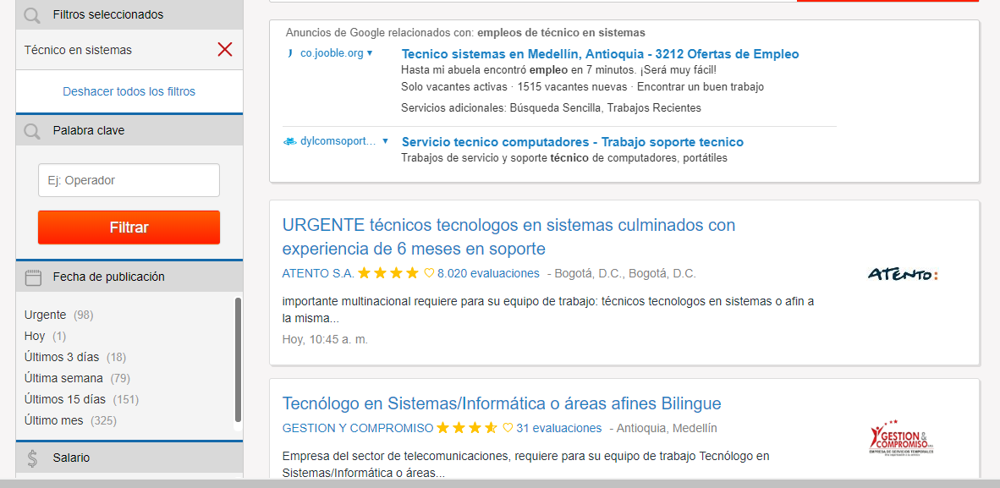 Filtros seleccionados
Técnico en sistemas
Deshacer todos los filtros
Palabra clave
Ej: Operador
Filtrar
Fecha de publicación
Urgente (98)
Hoy (1)
Últimos 3 días (18)
Última semana (79)
Últimos 15 días (151)
Último mes (325)
Salario
Anuncios de Google relacionados con: empleos de técnico en sistemas
co.jooble.org
Tecnico sistemas en Medellín, Antioquia - 3212 Ofertas de Empleo
Hasta mi abuela encontró empleo en 7 minutos. ¡Será muy fácil!
Solo vacantes activas · 1515 vacantes nuevas · Encontrar un buen trabajo
Servicios adicionales: Búsqueda Sencilla, Trabajos Recientes
dylcomsoport...
Servicio tecnico computadores - Trabajo soporte tecnico
Trabajos de servicio y soporte técnico de computadores, portátiles
URGENTE técnicos tecnologos en sistemas culminados con
experiencia de 6 meses en soporte
ATENTO S.A. 8.020 evaluaciones - Bogotá, D.C., Bogotá, D.C.
importante multinacional requiere para su equipo de trabajo: técnicos tecnologos en sistemas o afin a
la misma...
Hoy, 10:45 a. m.
ATENTO:
Tecnólogo en Sistemas/Informática o áreas afines Bilingue
GESTION Y COMPROMISO 31 evaluaciones - Antioquia, Medellín
Empresa del sector de telecomunicaciones, requiere para su equipo de trabajo Tecnólogo en
Sistemas/Informática o áreas...
GESTION &
COMPROMISO
EMPRESA DE SERVICIOS TEMPORALES